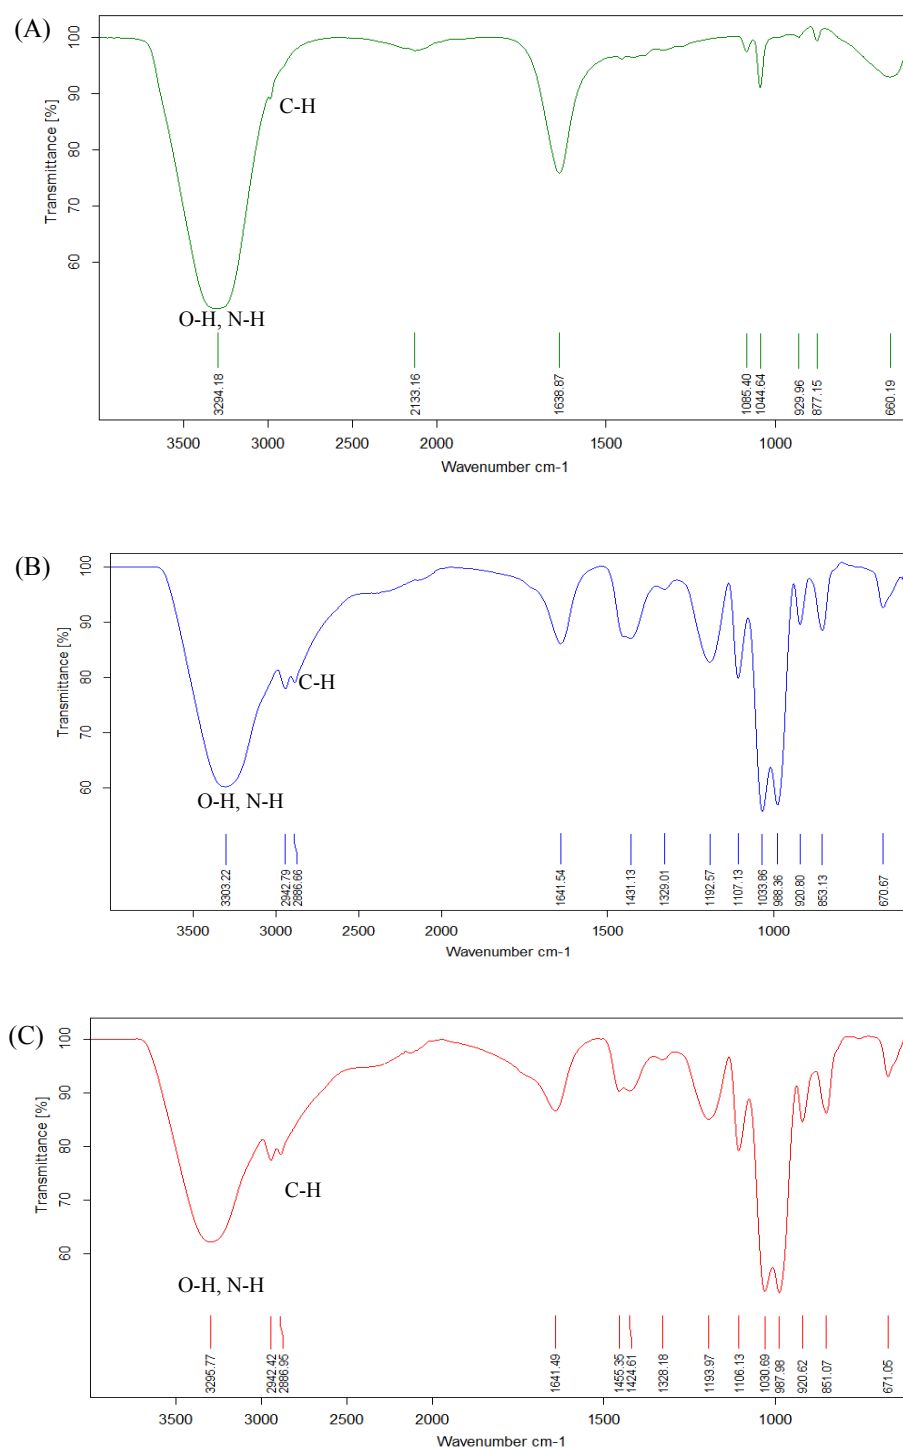 (A)
Transmittance [%]
100
90
80
70
60
C-H
O-H, N-H
3294.18
2133.16
1638.87
1085.40
1044.64
929.96
877.15
660.19
3500 3000 2500 2000 1500 1000
Wavenumber cm-1
(B)
Transmittance [%]
100
90
80
70
60
C-H
O-H, N-H
3303.22
2942.79
2886.66
1641.54
1431.13
1329.01
1192.57
1107.13
1033.86
988.36
920.80
853.13
670.67
3500 3000 2500 2000 1500 1000
Wavenumber cm-1
(C)
Transmittance [%]
100
90
80
70
60
C-H
O-H, N-H
3295.77
2942.42
2886.95
1641.49
1455.35
1424.61
1328.18
1193.97
1106.13
1030.69
987.98
920.62
851.07
671.05
3500 3000 2500 2000 1500 1000
Wavenumber cm-1